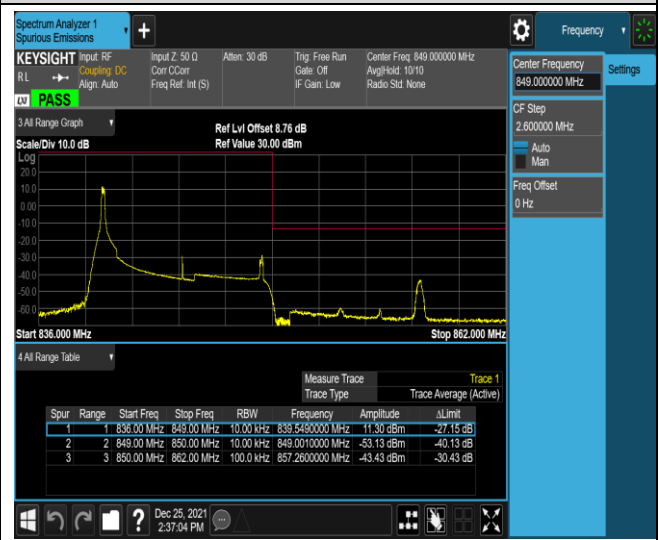 Spectrum Analyzer 1
Spurious Emissions
+
Frequency
KEYSIGHT
R L
LW PASS
Input: RF
Coupling: DC
Align: Auto
Input Z: 50 Ω
Corr CCorr
Freq Ref: Int (S)
Atten: 30 dB
Trig: Free Run
Gate: Off
IF Gain: Low
Center Freq: 849.000000 MHz
Avg|Hold: 10/10
Radio Std: None
Center Frequency
849.000000 MHz
Settings
CF Step
2.600000 MHz
Auto
Man
Freq Offset
0 Hz
3 All Range Graph
Scale/Div 10.0 dB
Ref Lvl Offset 8.76 dB
Ref Value 30.00 dBm
Log
20.0
10.0
0.00
-10.0
-20.0
-30.0
-40.0
-50.0
-60.0
Start 836.000 MHz
Stop 862.000 MHz
4 All Range Table
Measure Trace Trace 1
Trace Type Trace Average (Active)
Spur Range Start Freq Stop Freq RBW Frequency Amplitude ΔLimit
1 1 836.00 MHz 849.00 MHz 10.00 kHz 839.5490000 MHz 11.30 dBm -27.15 dB
2 2 849.00 MHz 850.00 MHz 10.00 kHz 849.0010000 MHz -53.13 dBm -40.13 dB
3 3 850.00 MHz 862.00 MHz 100.0 kHz 857.2600000 MHz -43.43 dBm -30.43 dB
?
Dec 25, 2021
2:37:04 PM